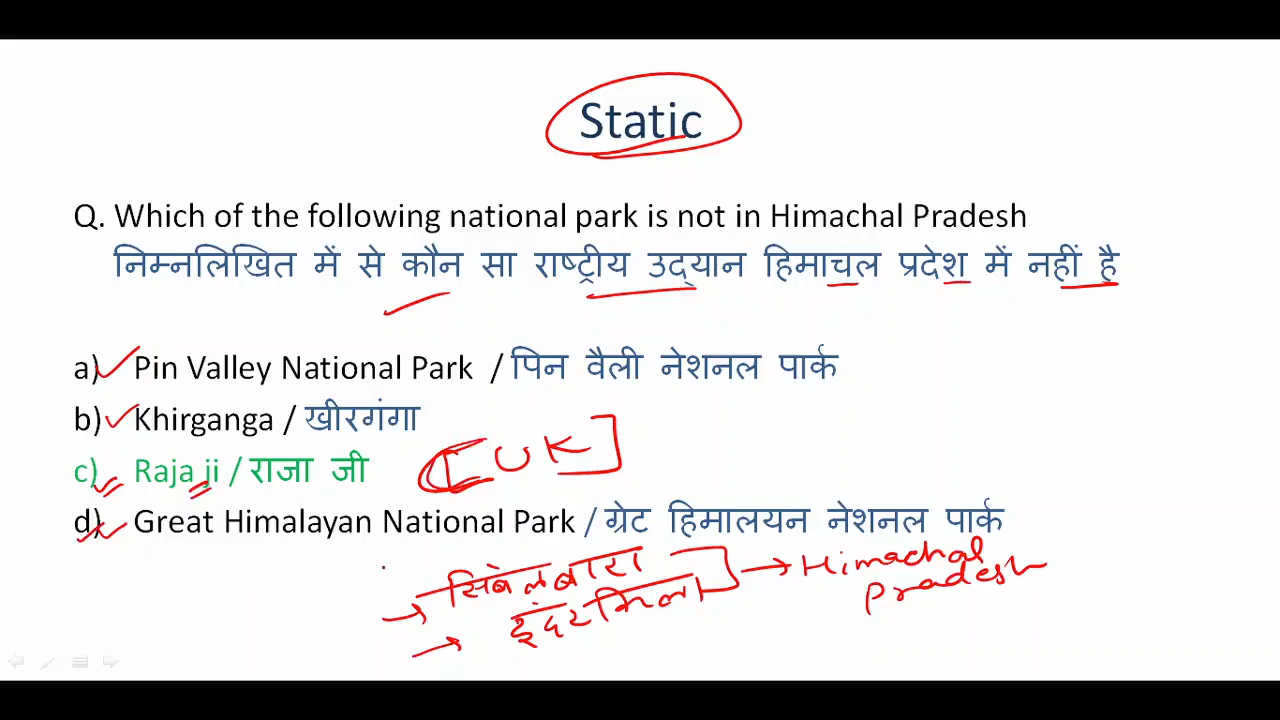 Static
Q. Which of the following national park is not in Himachal Pradesh
निम्नलिखित में से कौन सा राष्ट्रीय उद्यान हिमाचल प्रदेश में नहीं है
a) Pin Valley National Park / पिन वैली नेशनल पार्क
b) Khirganga / खीरगंगा
c) Raja ji / राजा जी
[UK]
d) Great Himalayan National Park / ग्रेट हिमालयन नेशनल पार्क
→ सिंबलबारा
→ इंदरकिला
→ Himachal
Pradesh